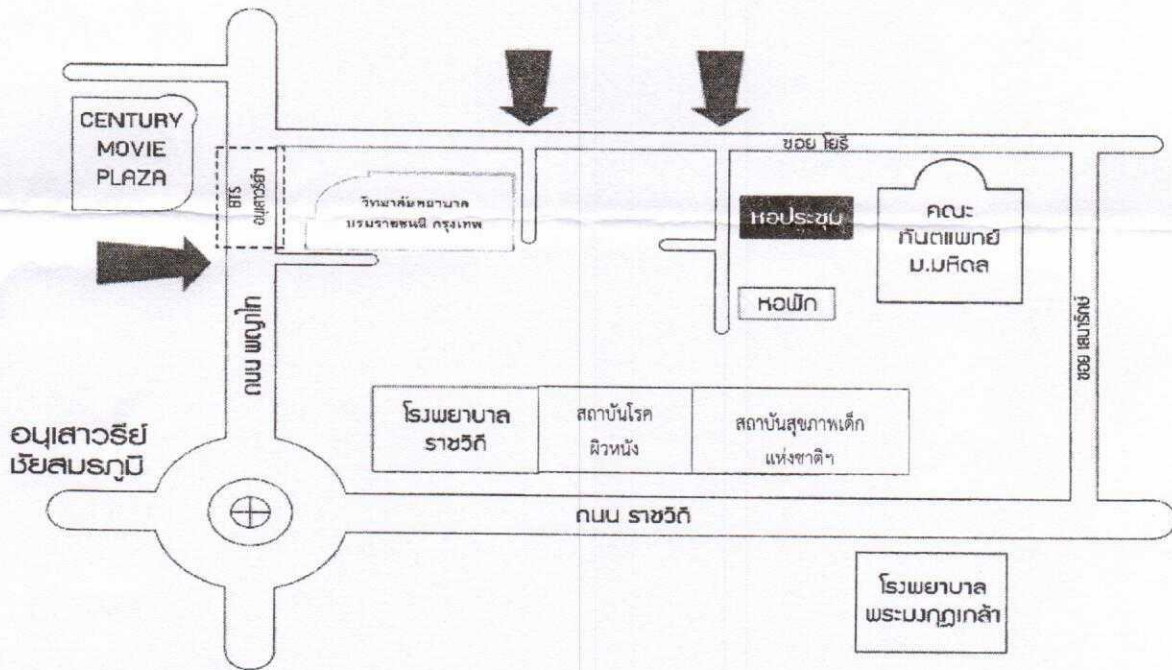 CENTURY
MOVIE
PLAZA
BTS
อนุสาวรีย์ฯ
วิทยาลัยพยาบาล
บรมราชชนนี กรุงเทพ
ซอย โยธี
หอประชุม
หอพัก
คณะ
ทันตแพทย์
ม.มหิดล
ซอย เสนารักษ์
ถนน พญาไท
อนุเสาวรีย์
ชัยสมรภูมิ
โรงพยาบาล
ราชวิถี
สถาบันโรค
ผิวหนัง
สถาบันสุขภาพเด็ก
แห่งชาติฯ
ถนน ราชวิถี
โรงพยาบาล
พระมงกุฎเกล้า